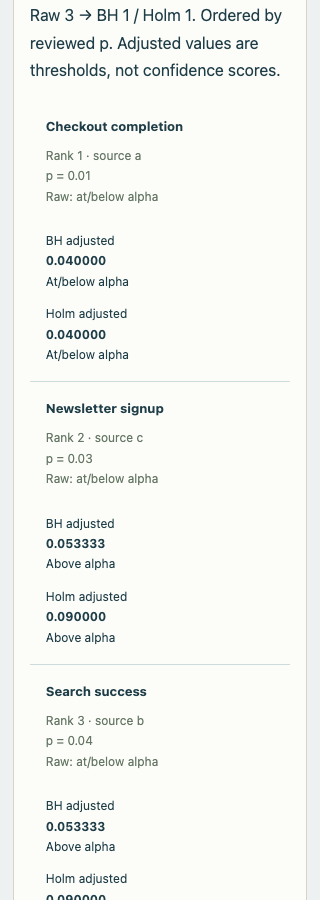 Raw 3 → BH 1 / Holm 1. Ordered by
reviewed p. Adjusted values are
thresholds, not confidence scores.
Checkout completion
Rank 1 · source a
p = 0.01
Raw: at/below alpha
BH adjusted
0.040000
At/below alpha
Holm adjusted
0.040000
At/below alpha
Newsletter signup
Rank 2 · source c
p = 0.03
Raw: at/below alpha
BH adjusted
0.053333
Above alpha
Holm adjusted
0.090000
Above alpha
Search success
Rank 3 · source b
p = 0.04
Raw: at/below alpha
BH adjusted
0.053333
Above alpha
Holm adjusted
0.090000